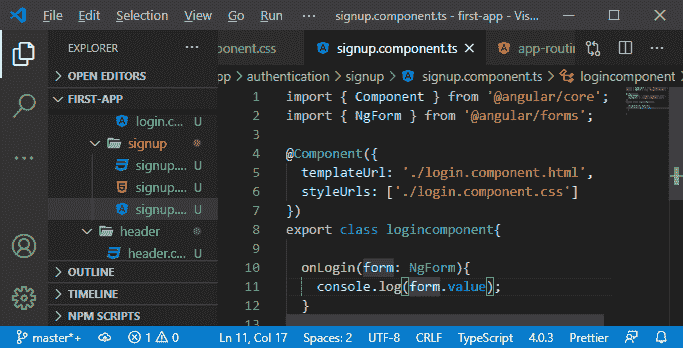 File Edit Selection View Go Run ··· signup.component.ts - first-app - Vis...
EXPLORER ···
OPEN EDITORS
FIRST-APP
login.c... U
signup
signup.... U
signup.... U
signup.... U
header
header.c... U
OUTLINE
TIMELINE
NPM SCRIPTS
ponent.css signup.component.ts app-routin
pp > authentication > signup > signup.component.ts > logincomponent
1 import { Component } from '@angular/core';
2 import { NgForm } from '@angular/forms';
3
4 @Component({
5 templateUrl: './login.component.html',
6 styleUrls: ['./login.component.css']
7 })
8 export class logincomponent{
9
10 onLogin(form: NgForm){
11 console.log(form.value);
12 }
13
master*+ 1 0 Ln 11, Col 17 Spaces: 2 UTF-8 CRLF TypeScript 4.0.3 Prettier